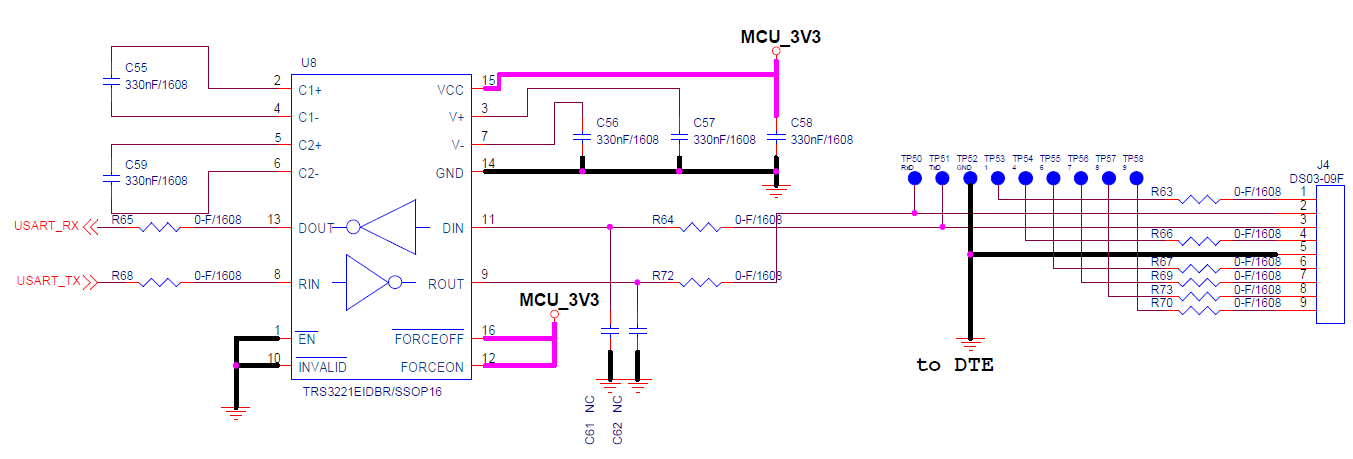 MCU_3V3
C55
330nF/1608
U8
2 C1+ VCC 15
4 C1- V+ 3
5 C2+ V- 7
6 C2- GND 14
C56
330nF/1608
C57
330nF/1608
C58
330nF/1608
C59
330nF/1608
TP50 TP51 TP52 TP53 TP54 TP55 TP56 TP57 TP58
RxD TxD GND 1 4 6 7 8 9
J4
DS03-09F
USART_RX R65 0-F/1608 13 DOUT DIN 11 R64 0-F/1608
USART_TX R68 0-F/1608 8 RIN ROUT 9 R72 0-F/1608
R63 0-F/1608 1
2
3
R66 0-F/1608 4
5
R67 0-F/1608 6
R69 0-F/1608 7
R73 0-F/1608 8
R70 0-F/1608 9
MCU_3V3
1 EN FORCEOFF 16
10 INVALID FORCEON 12
TRS3221EIDBR/SSOP16
to DTE
C61 NC
C62 NC